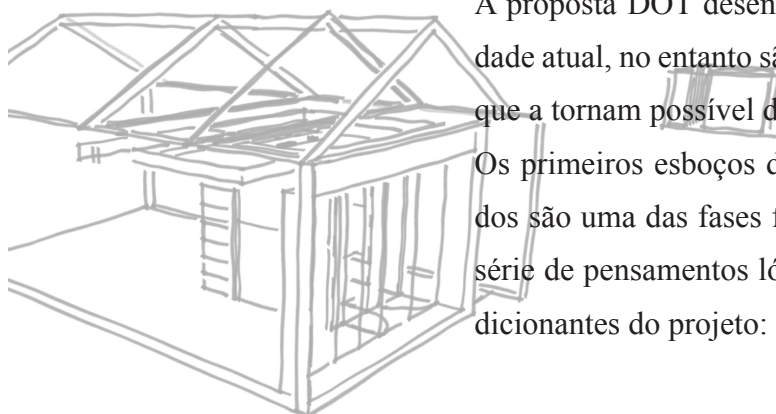 A proposta DOT desen
dade atual, no entanto sã
que a tornam possível d
Os primeiros esboços d
dos são uma das fases f
série de pensamentos ló
dicionantes do projeto: